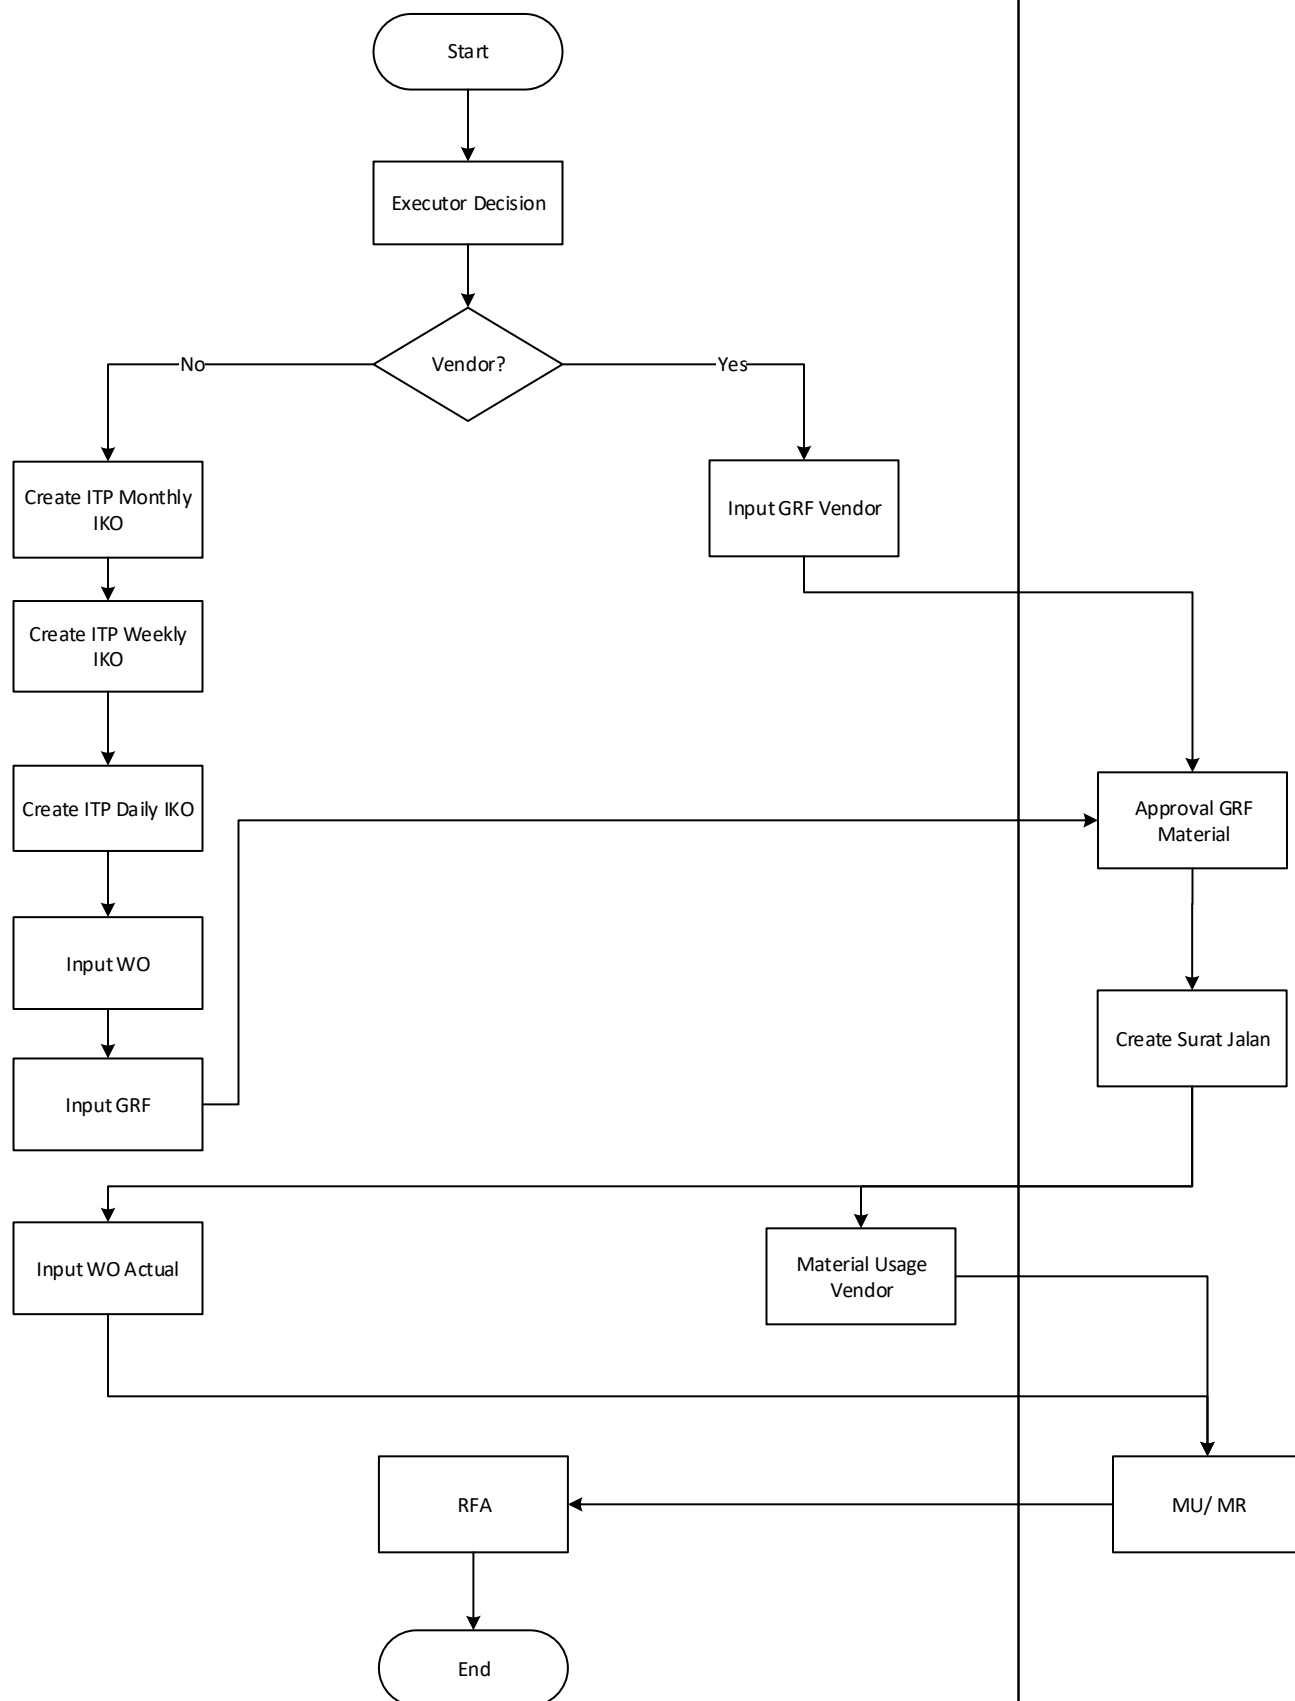 Start
Executor Decision
Vendor?
No
Yes
Create ITP Monthly
IKO
Input GRF Vendor
Create ITP Weekly
IKO
Create ITP Daily IKO
Approval GRF
Material
Input WO
Create Surat Jalan
Input GRF
Input WO Actual
Material Usage
Vendor
RFA
MU/ MR
End